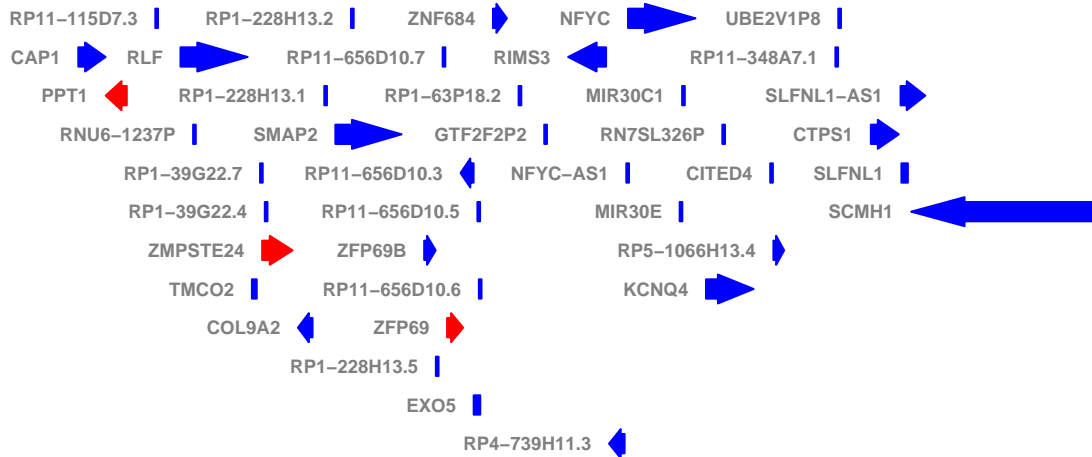 RP11−115D7.3 RP1−228H13.2 ZNF684 NFYC UBE2V1P8
CAP1 RLF RP11−656D10.7 RIMS3 RP11−348A7.1
PPT1 RP1−228H13.1 RP1−63P18.2 MIR30C1 SLFNL1−AS1
RNU6−1237P SMAP2 GTF2F2P2 RN7SL326P CTPS1
RP1−39G22.7 RP11−656D10.3 NFYC−AS1 CITED4 SLFNL1
RP1−39G22.4 RP11−656D10.5 MIR30E SCMH1
ZMPSTE24 ZFP69B RP5−1066H13.4
TMCO2 RP11−656D10.6 KCNQ4
COL9A2 ZFP69
RP1−228H13.5
EXO5
RP4−739H11.3